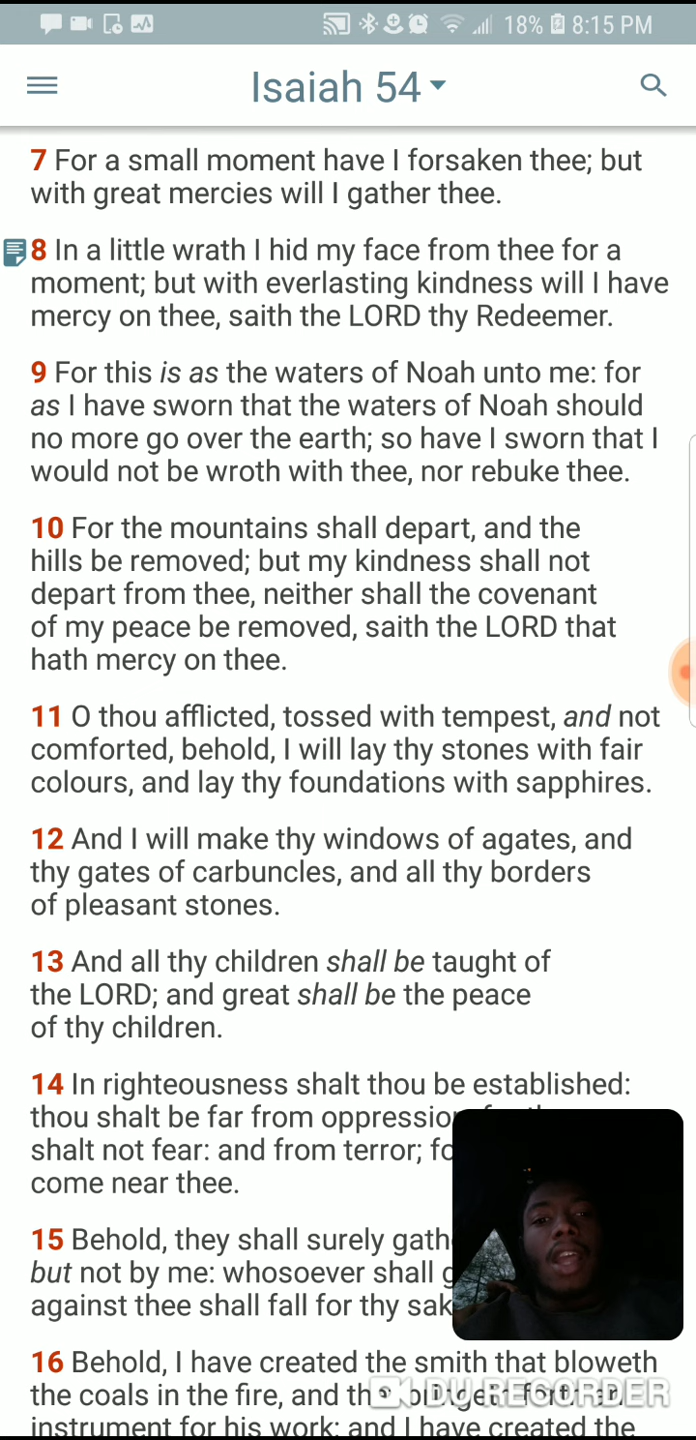 18% 8:15 PM
Isaiah 54
7 For a small moment have I forsaken thee; but
with great mercies will I gather thee.
8 In a little wrath I hid my face from thee for a
moment; but with everlasting kindness will I have
mercy on thee, saith the LORD thy Redeemer.
9 For this is as the waters of Noah unto me: for
as I have sworn that the waters of Noah should
no more go over the earth; so have I sworn that I
would not be wroth with thee, nor rebuke thee.
10 For the mountains shall depart, and the
hills be removed; but my kindness shall not
depart from thee, neither shall the covenant
of my peace be removed, saith the LORD that
hath mercy on thee.
11 O thou afflicted, tossed with tempest, and not
comforted, behold, I will lay thy stones with fair
colours, and lay thy foundations with sapphires.
12 And I will make thy windows of agates, and
thy gates of carbuncles, and all thy borders
of pleasant stones.
13 And all thy children shall be taught of
the LORD; and great shall be the peace
of thy children.
14 In righteousness shalt thou be established:
thou shalt be far from oppression
shalt not fear: and from terror;
come near thee.
15 Behold, they shall surely
but not by me: whosoever shall
against thee shall fall for thy
16 Behold, I have created the smith that bloweth
the coals in the fire, and
DU RECORDER
instrument for his work; and I have created the